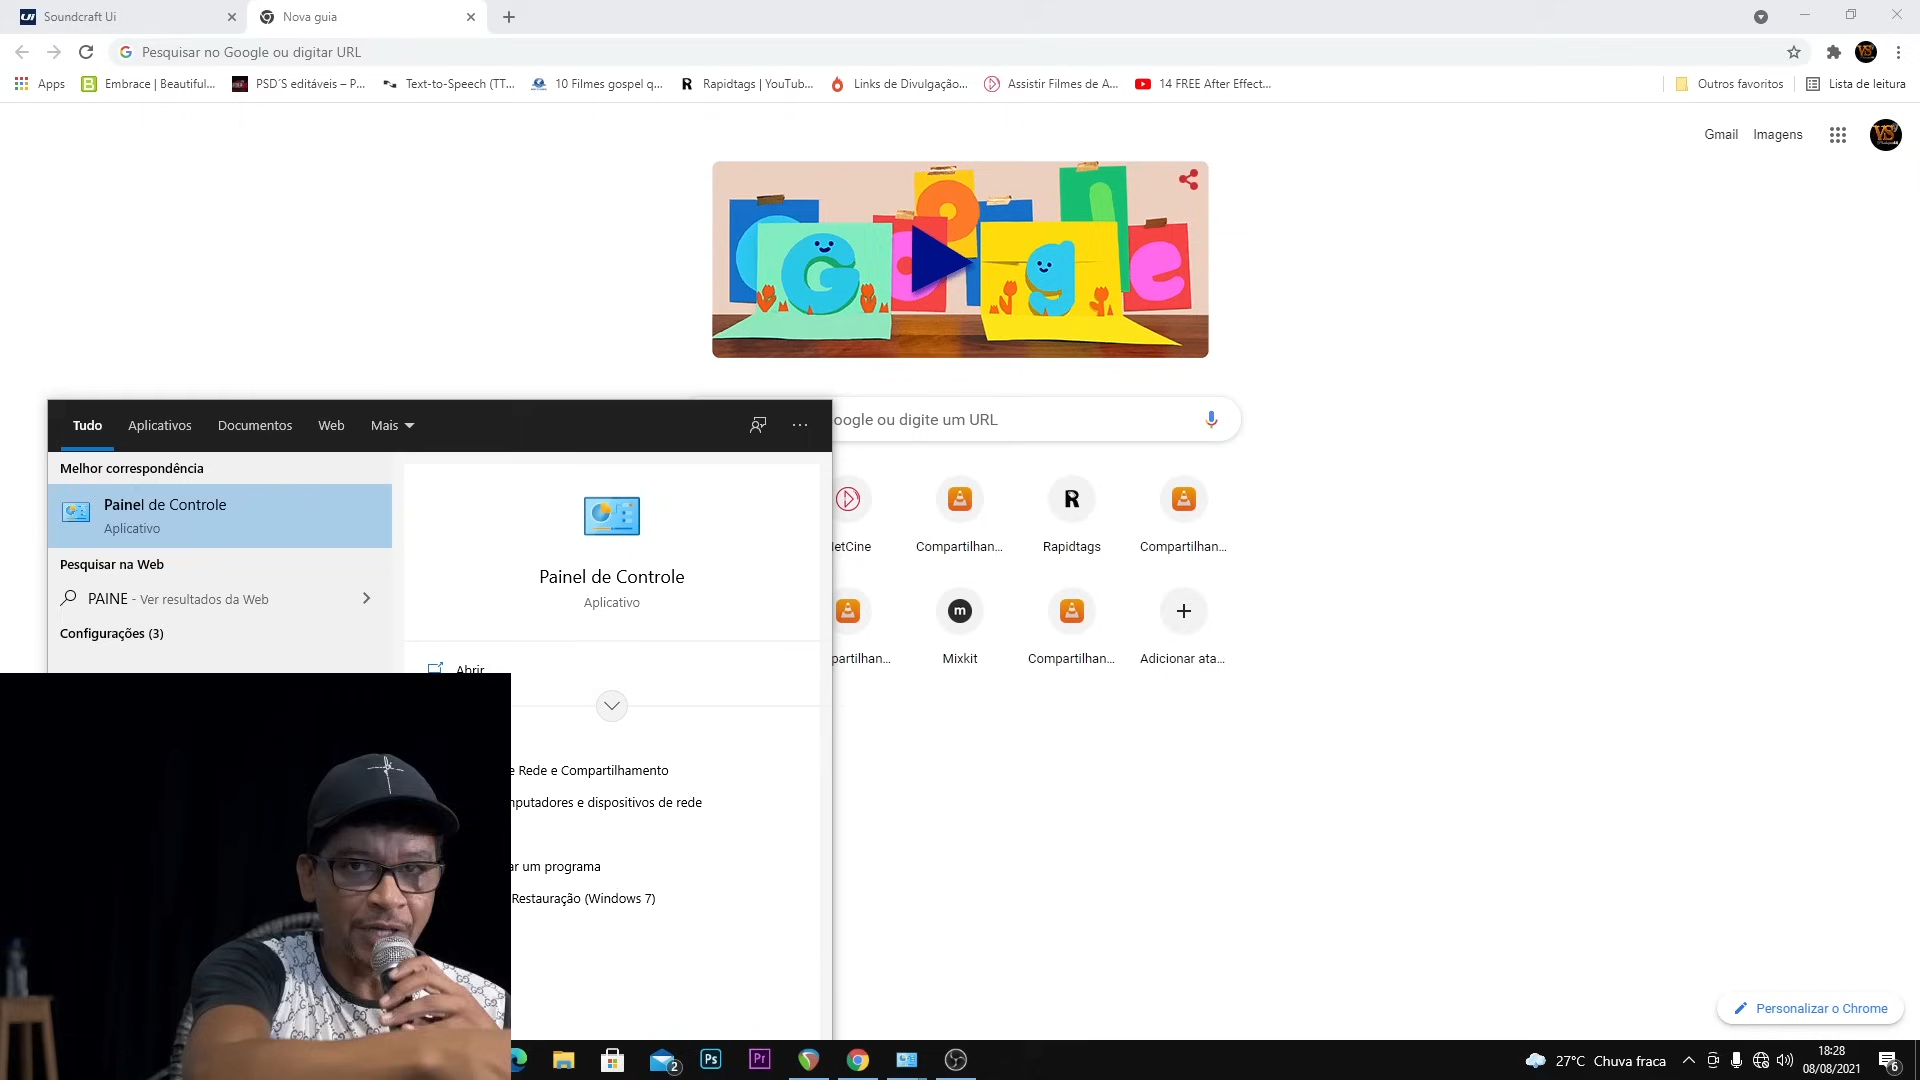 Soundcraft Ui
Nova guia
Pesquisar no Google ou digitar URL
Apps
Embrace | Beautiful...
PSD´S editáveis – P...
Text-to-Speech (TT...
10 Filmes gospel q...
Rapidtags | YouTub...
Links de Divulgação...
Assistir Filmes de A...
14 FREE After Effect...
Outros favoritos
Lista de leitura
Gmail
Imagens
Tudo
Aplicativos
Documentos
Web
Mais
oogle ou digite um URL
Melhor correspondência
Painel de Controle
Aplicativo
Pesquisar na Web
PAINE - Ver resultados da Web
Configurações (3)
Painel de Controle
Aplicativo
Abrir
e Rede e Compartilhamento
mputadores e dispositivos de rede
ar um programa
Restauração (Windows 7)
letCine
Compartilhan...
Rapidtags
Compartilhan...
partilhan...
Mixkit
Compartilhan...
Adicionar ata...
Personalizar o Chrome
27°C Chuva fraca
18:28
08/08/2021